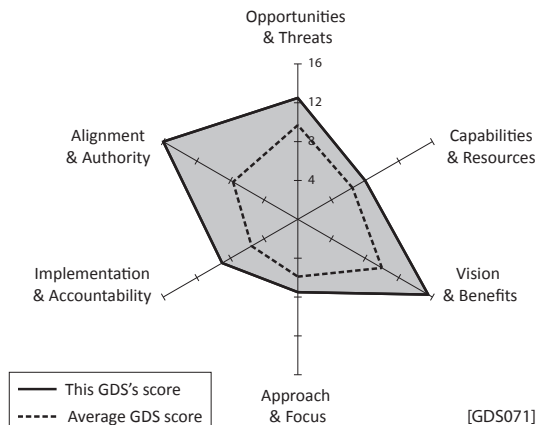 Opportunities
& Threats
16
12
8
4
Capabilities
& Resources
Vision
& Benefits
Approach
& Focus
Implementation
& Accountability
Alignment
& Authority
This GDS's score
Average GDS score
[GDS071]